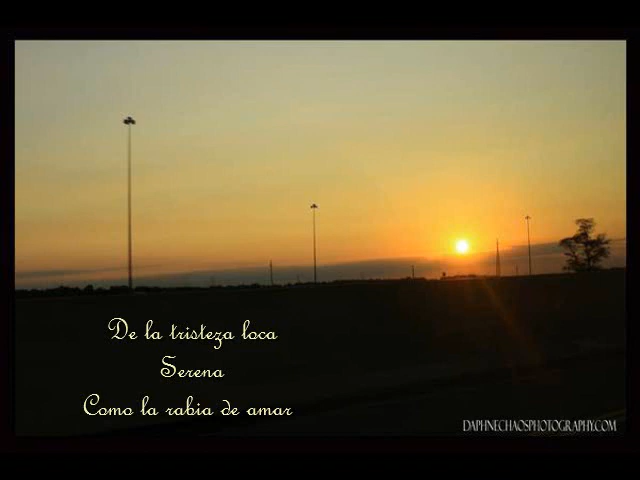 De la tristeza loca
Serena
Como la rabia de amar
DAPHNECHAOSPHOTOGRAPHY.COM